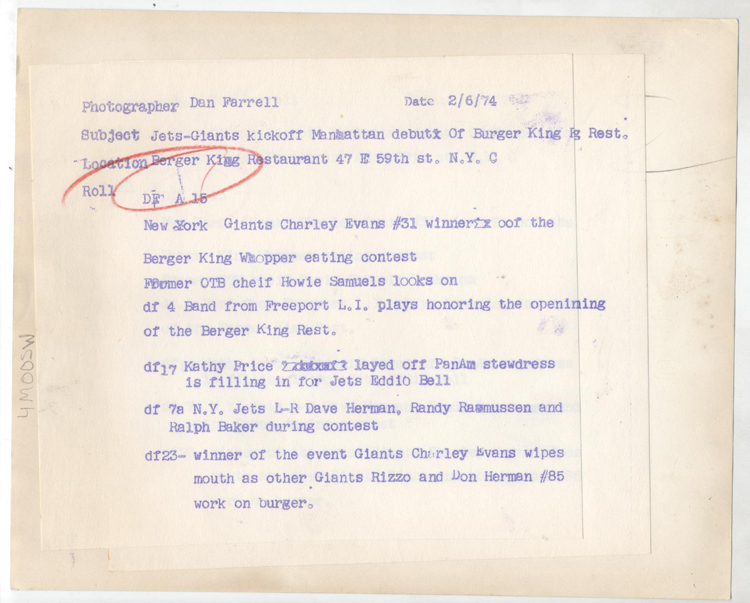 Photographer Dan Farrell Date 2/6/74
Subject Jets-Giants kickoff Manhattan debut Of Burger King Rest.
Location Berger King Restaurant 47 E 59th st. N.Y. C
Roll
DF A 15
New York Giants Charley Evans #31 winner oof the
Berger King Whopper eating contest
Former OTB cheif Howie Samuels looks on
df 4 Band from Freeport L.I. plays honoring the openining
of the Berger King Rest.
df17 Kathy Price layed off PanAm stewdress
is filling in for Jets Eddio Bell
df 7a N.Y. Jets L-R Dave Herman. Randy Rasmussen and
Ralph Baker during contest
df23- winner of the event Giants Charley Evans wipes
mouth as other Giants Rizzo and Don Herman #85
work on burger.
4M00SW